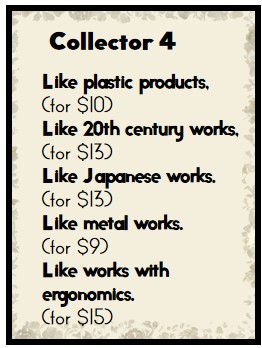 Collector 4
Like plastic products,
(for $10)
Like 20th century works,
(for $13)
Like Japanese works.
(for $13)
Like metal works.
(for $9)
Like works with
ergonomics.
(for $15)